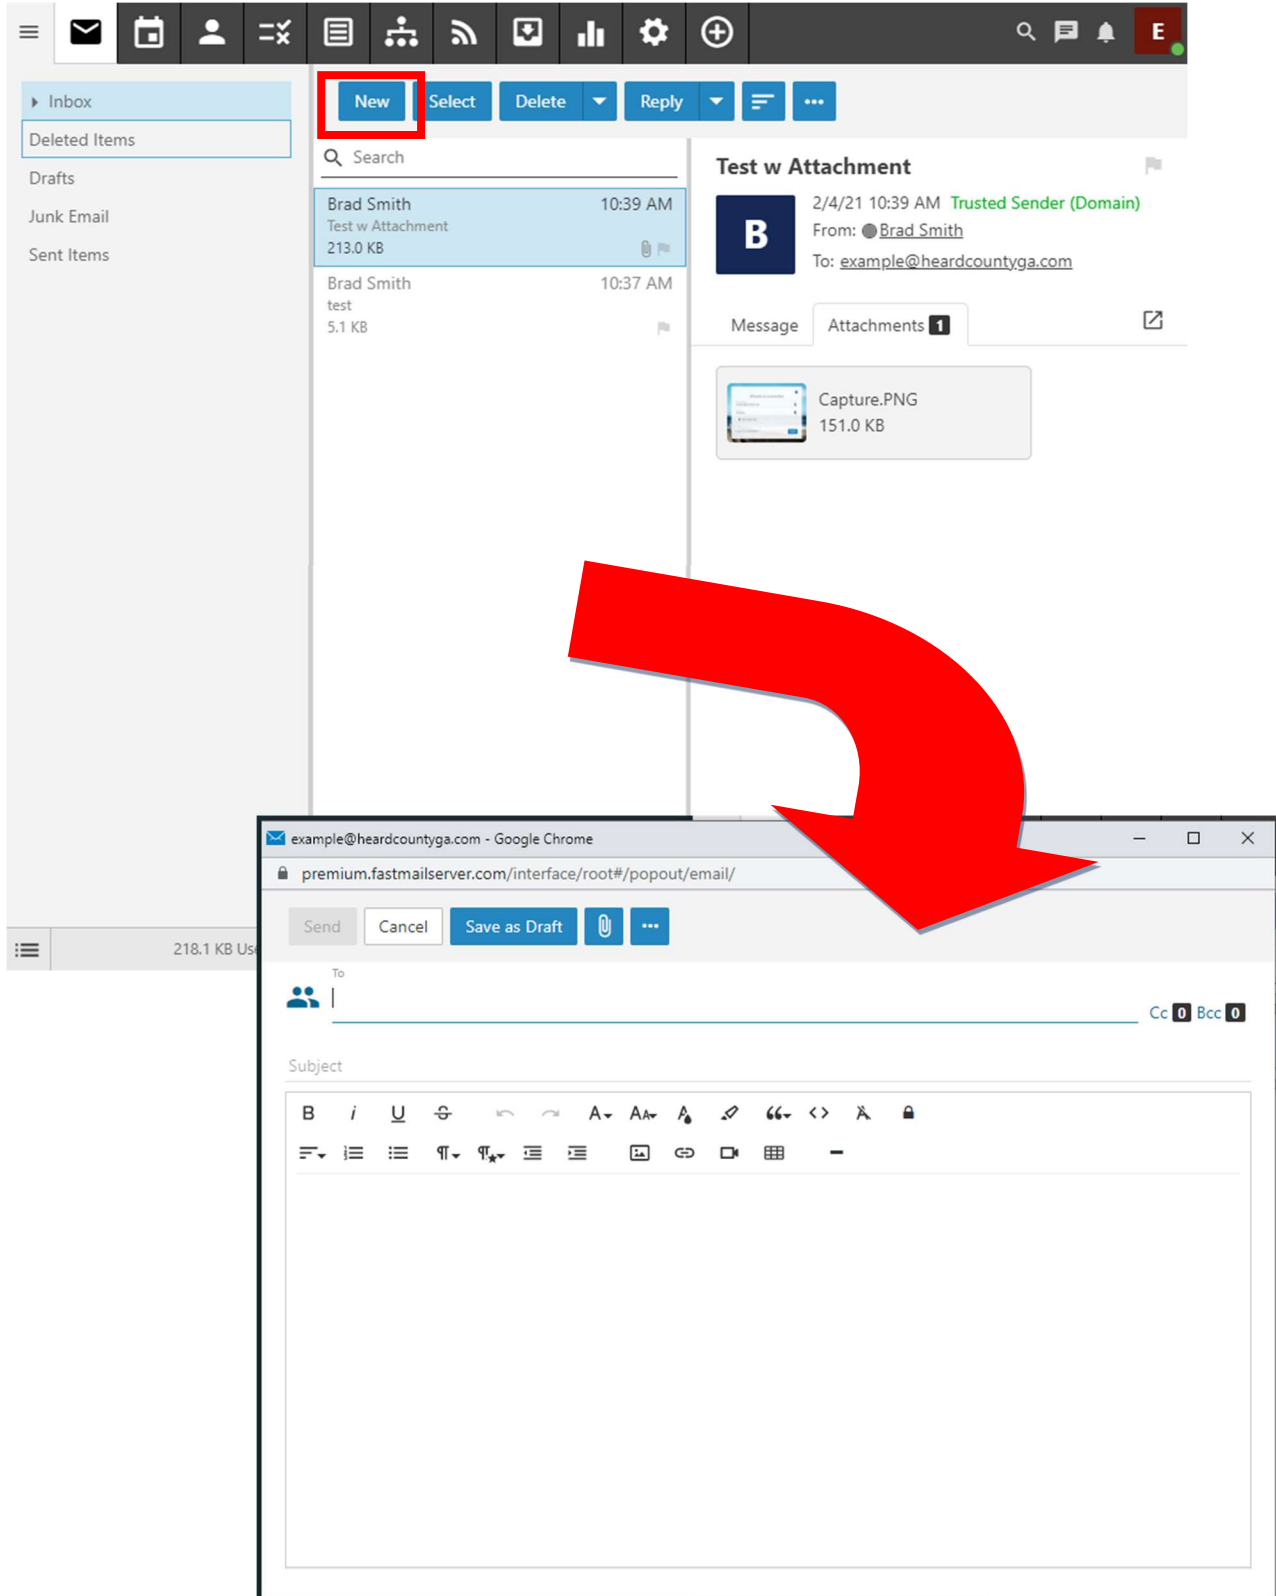 E
New
Select
Delete
Reply
Inbox
Deleted Items
Drafts
Junk Email
Sent Items
Search
Brad Smith 10:39 AM
Test w Attachment
213.0 KB
Brad Smith 10:37 AM
test
5.1 KB
Test w Attachment
B
2/4/21 10:39 AM Trusted Sender (Domain)
From: Brad Smith
To: example@heardcountyga.com
Message Attachments 1
Capture.PNG
151.0 KB
218.1 KB Use
example@heardcountyga.com - Google Chrome
premium.fastmailserver.com/interface/root#/popout/email/
Send Cancel Save as Draft
To
Cc 0 Bcc 0
Subject